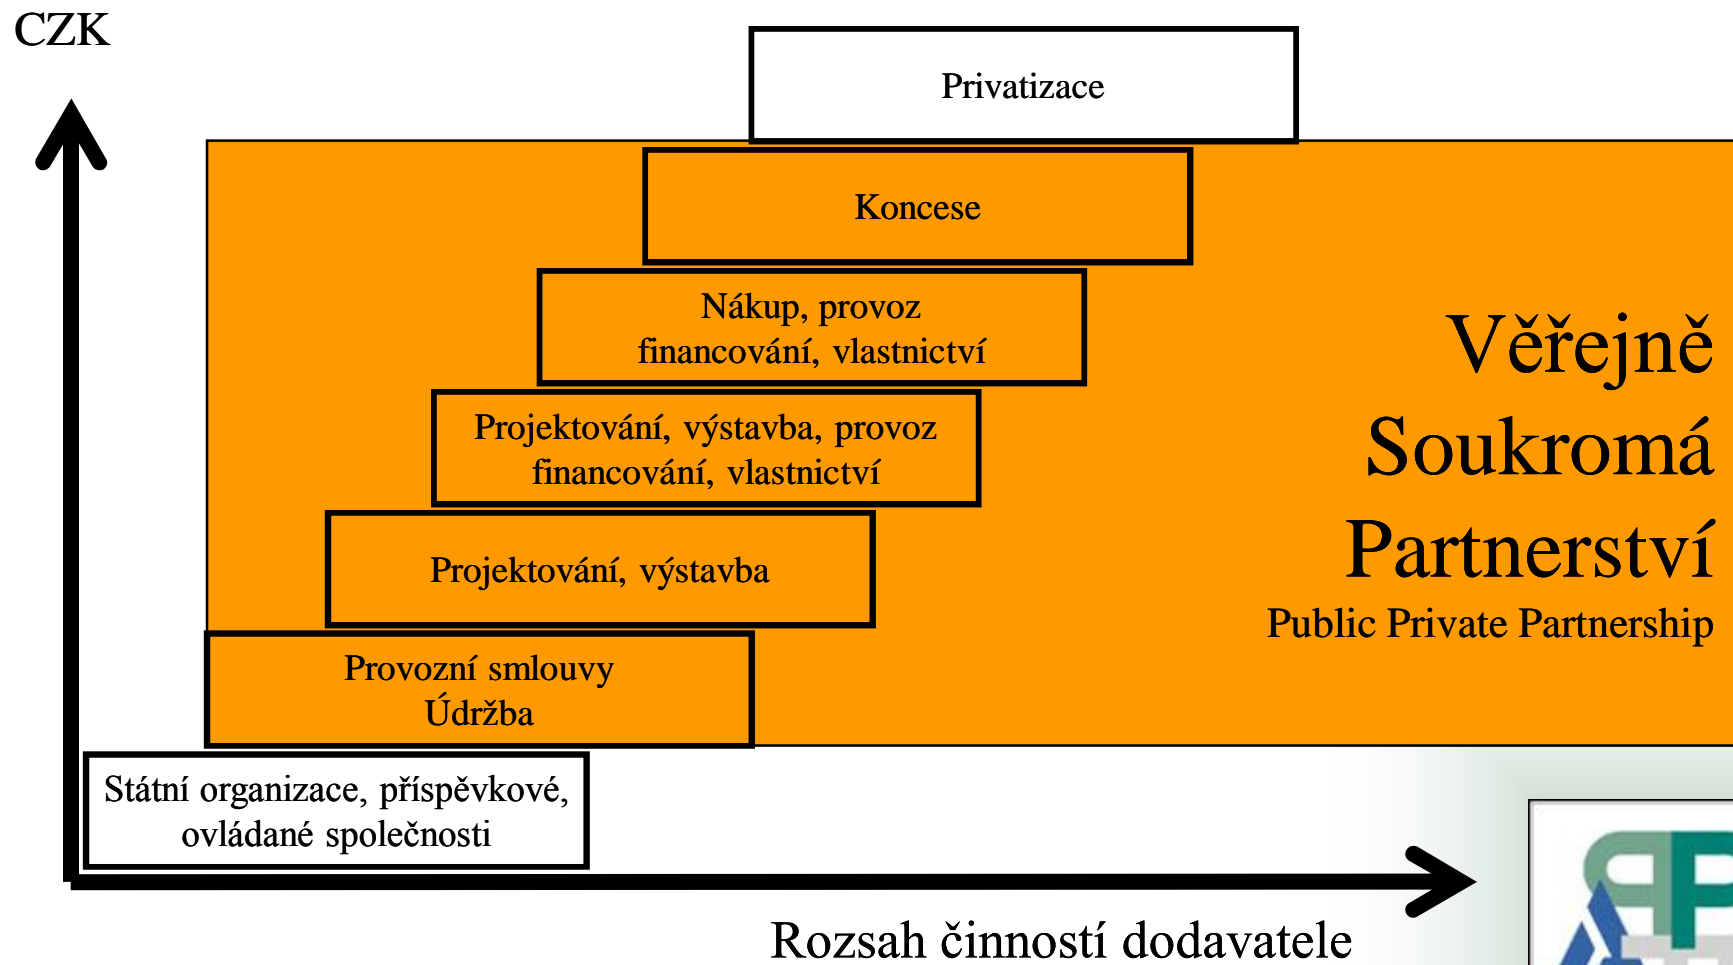 CZK
Privatizace
Koncese
Nákup, provoz
financování, vlastnictví
Projektování, výstavba, provoz
financování, vlastnictví
Projektování, výstavba
Provozní smlouvy
Údržba
Státní organizace, příspěvkové,
ovládané společnosti
Věřejně
Soukromá
Partnerství
Public Private Partnership
Rozsah činností dodavatele